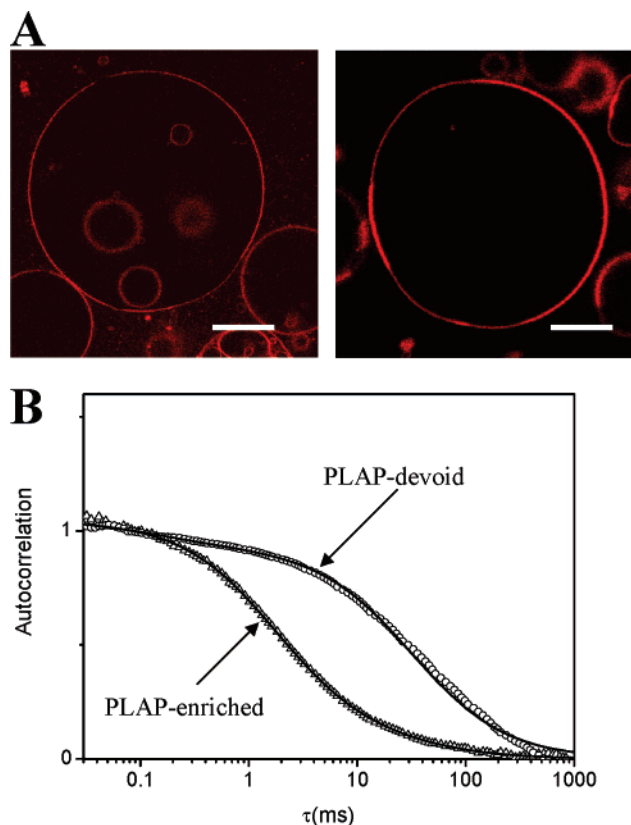 A
B
PLAP-devoid
1
Autocorrelation
PLAP-enriched
0
0.1 1 10 100 1000
τ(ms)